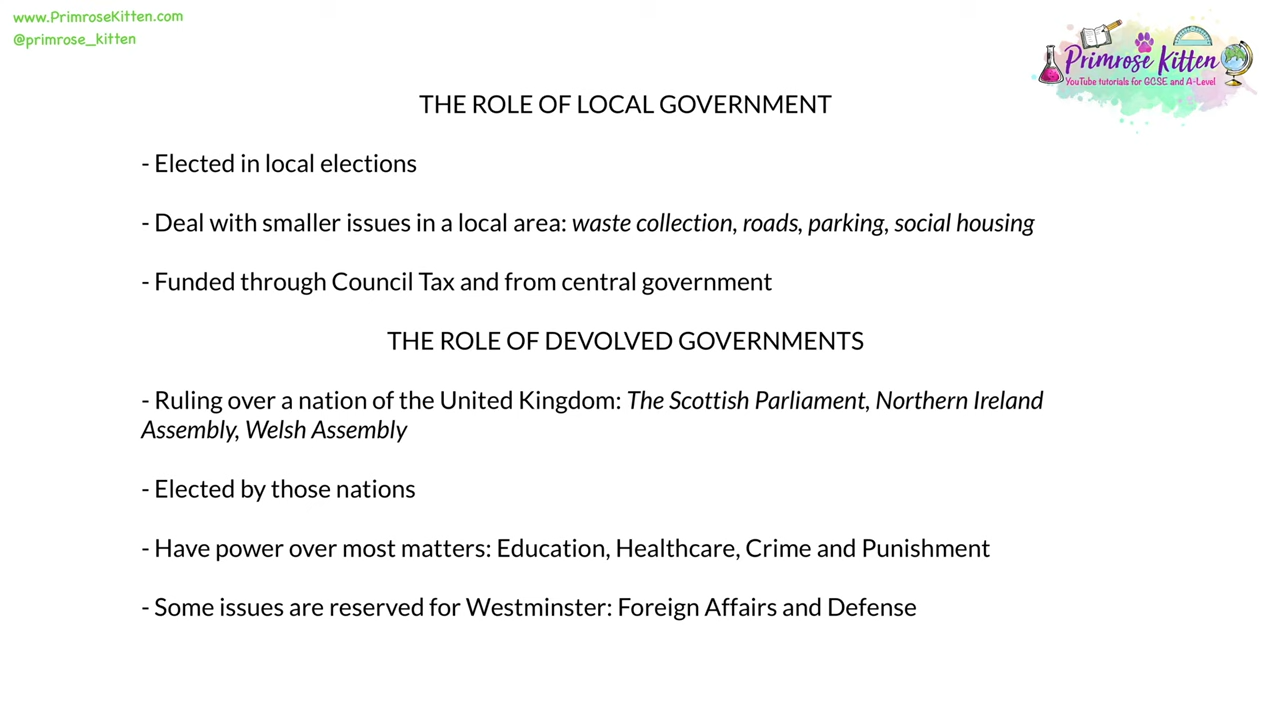 www.PrimroseKitten.com
@primrose_kitten
Primrose Kitten
YouTube tutorials for GCSE and A-Level
THE ROLE OF LOCAL GOVERNMENT
- Elected in local elections
- Deal with smaller issues in a local area: waste collection, roads, parking, social housing
- Funded through Council Tax and from central government
THE ROLE OF DEVOLVED GOVERNMENTS
- Ruling over a nation of the United Kingdom: The Scottish Parliament, Northern Ireland
Assembly, Welsh Assembly
- Elected by those nations
- Have power over most matters: Education, Healthcare, Crime and Punishment
- Some issues are reserved for Westminster: Foreign Affairs and Defense